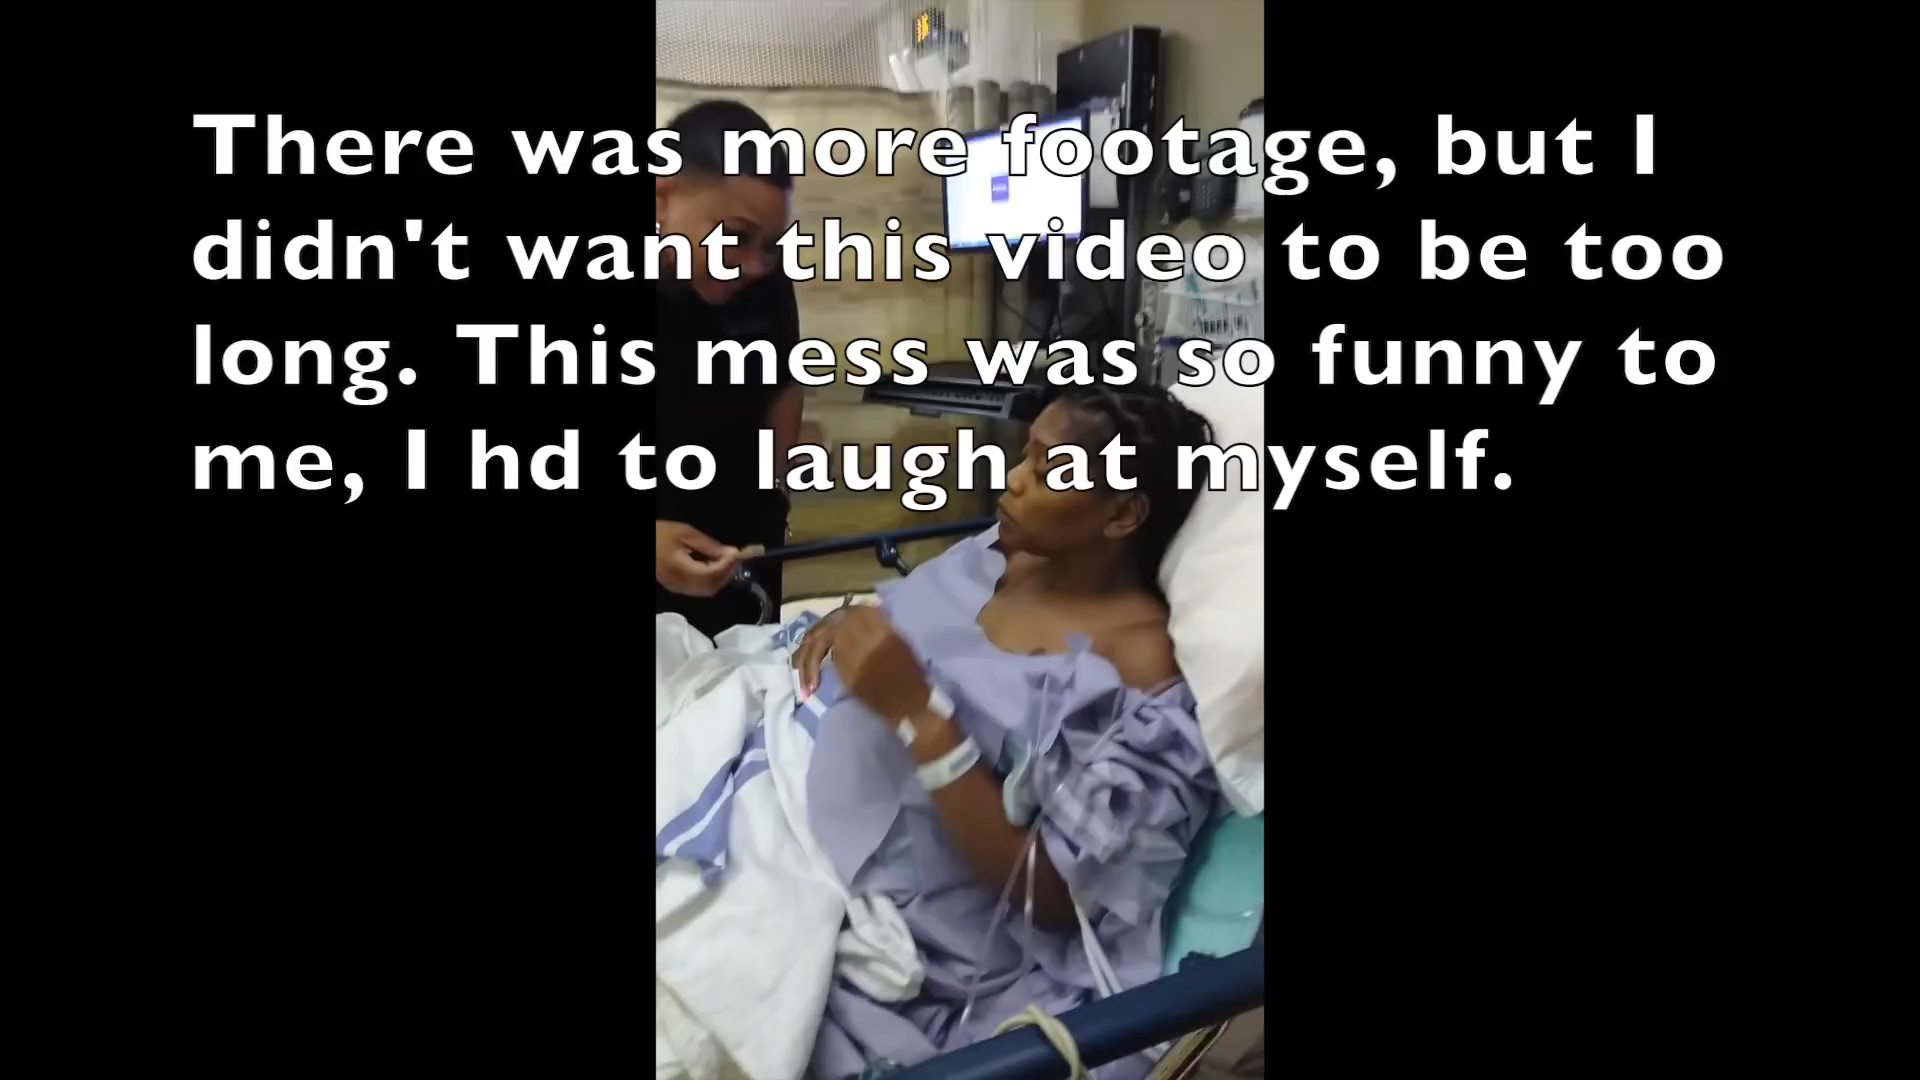 There was more footage, but I
didn't want this video to be too
long. This mess was so funny to
me, I hd to laugh at myself.